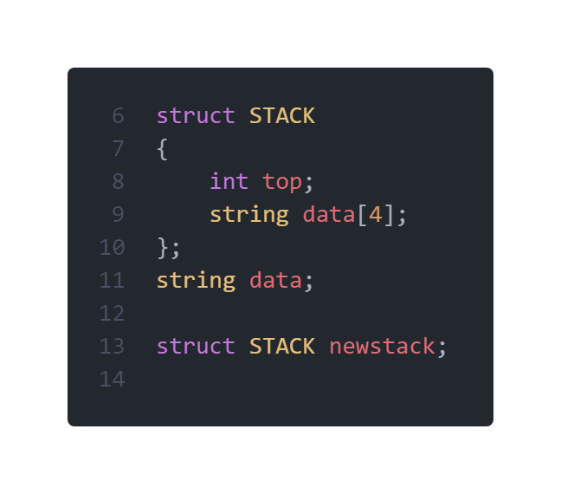 6 struct STACK
7 {
8     int top;
9     string data[4];
10 };
11 string data;
12
13 struct STACK newstack;
14